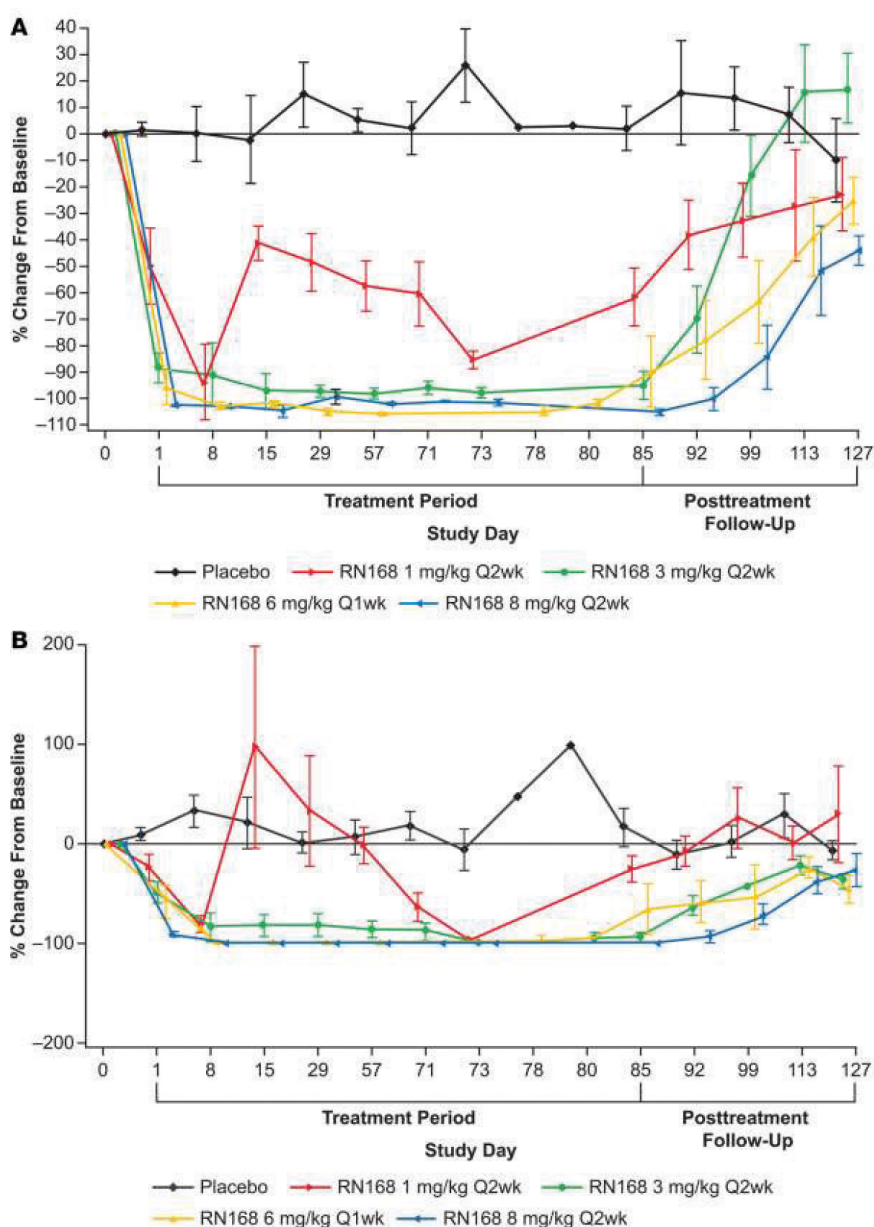 A
40
30
20
10
0
–10
–20
–30
–40
–50
–60
–70
–80
–90
–100
–110
% Change From Baseline
0 1 8 15 29 57 71 73 78 80 85 92 99 113 127
Treatment Period
Posttreatment
Follow-Up
Study Day
Placebo RN168 1 mg/kg Q2wk RN168 3 mg/kg Q2wk
RN168 6 mg/kg Q1wk RN168 8 mg/kg Q2wk
B
200
100
0
–100
–200
% Change From Baseline
0 1 8 15 29 57 71 73 78 80 85 92 99 113 127
Treatment Period
Posttreatment
Follow-Up
Study Day
Placebo RN168 1 mg/kg Q2wk RN168 3 mg/kg Q2wk
RN168 6 mg/kg Q1wk RN168 8 mg/kg Q2wk